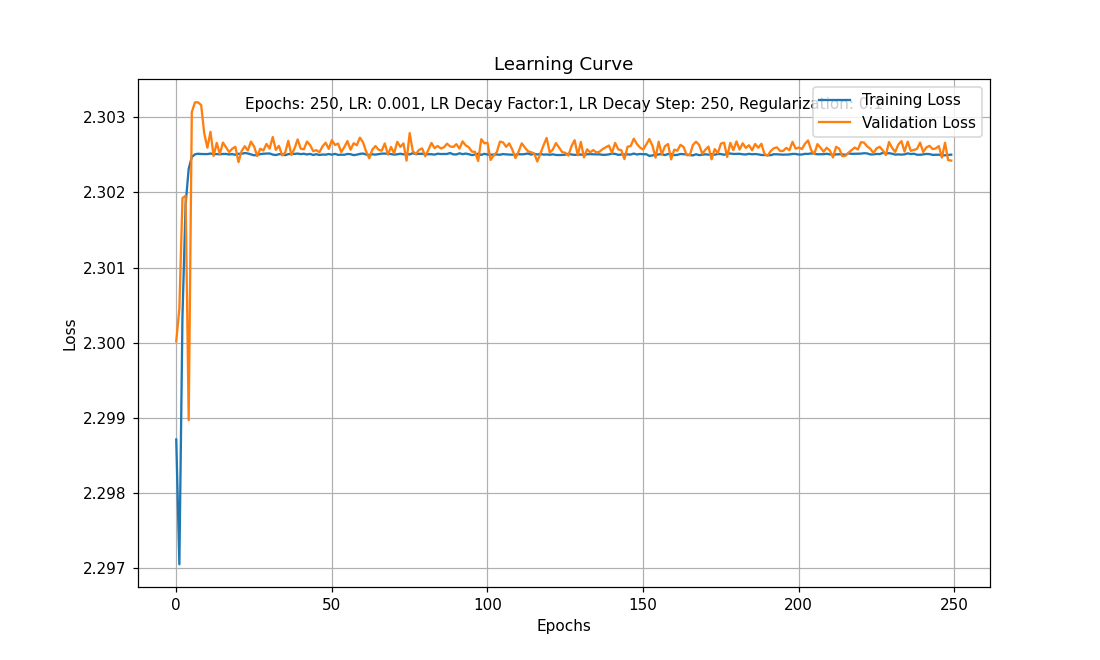 Learning Curve
Epochs: 250, LR: 0.001, LR Decay Factor:1, LR Decay Step: 250, Regularization: 0.1
Training Loss
Validation Loss
2.303
2.302
2.301
2.300
2.299
2.298
2.297
Loss
0 50 100 150 200 250
Epochs